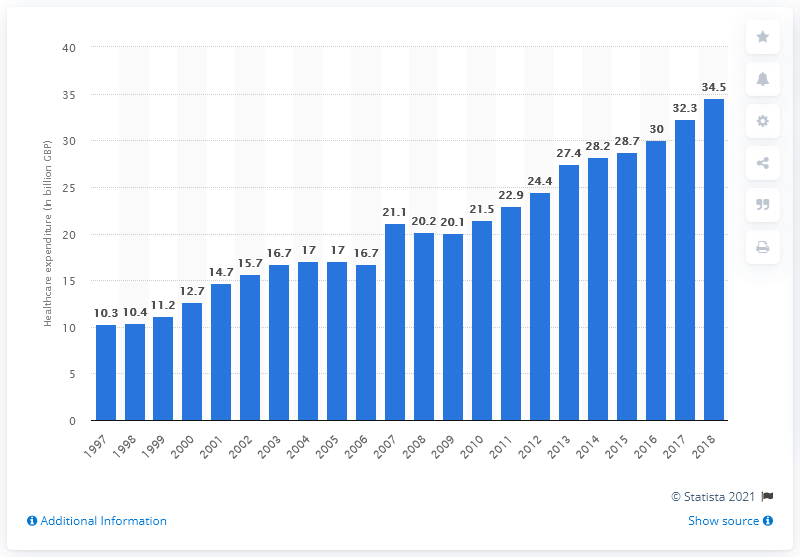 40
35
30
25
20
15
10
5
0
Healthcare expenditure (in billion GBP)
10.3 10.4 11.2 12.7 14.7 15.7 16.7 17 17 16.7 21.1 20.2 20.1 21.5 22.9 24.4 27.4 28.2 28.7 30 32.3 34.5
1997 1998 1999 2000 2001 2002 2003 2004 2005 2006 2007 2008 2009 2010 2011 2012 2013 2014 2015 2016 2017 2018
© Statista 2021
Additional Information
Show source